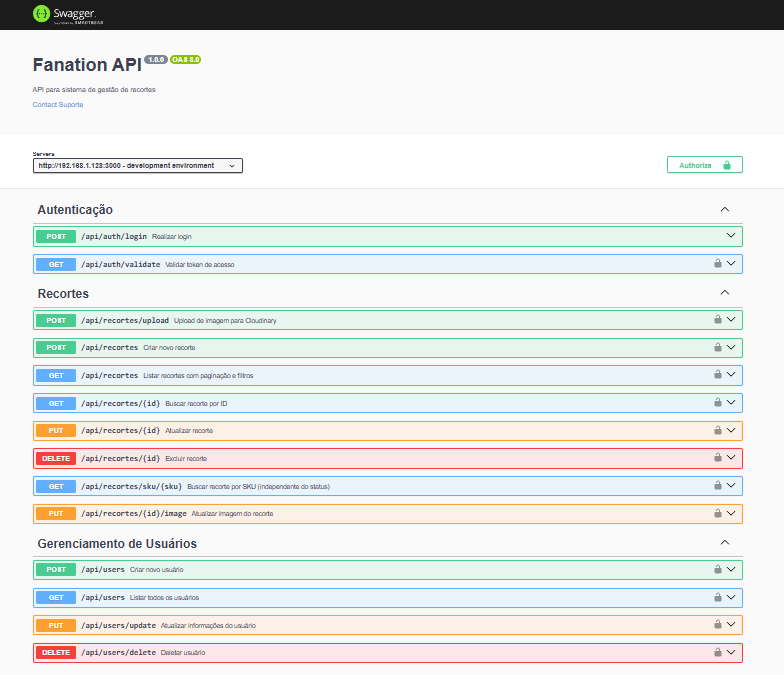 Swagger.
Supported by SMARTBEAR
Fanation API 1.0.0 OAS 3.0
API para sistema de gestão de recortes
Contact Suporte
Servers
http://192.168.1.128:3000 - development environment
Authorize
Autenticação
POST /api/auth/login Realizar login
GET /api/auth/validate Validar token de acesso
Recortes
POST /api/recortes/upload Upload de imagem para Cloudinary
POST /api/recortes Criar novo recorte
GET /api/recortes Listar recortes com paginação e filtros
GET /api/recortes/{id} Buscar recorte por ID
PUT /api/recortes/{id} Atualizar recorte
DELETE /api/recortes/{id} Excluir recorte
GET /api/recortes/sku/{sku} Buscar recorte por SKU (independente do status)
PUT /api/recortes/{id}/image Atualizar imagem do recorte
Gerenciamento de Usuários
POST /api/users Criar novo usuário
GET /api/users Listar todos os usuários
PUT /api/users/update Atualizar informações do usuário
DELETE /api/users/delete Deletar usuário